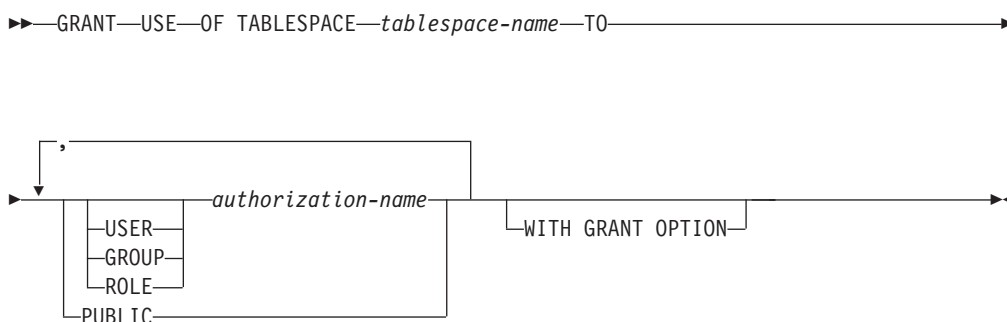 GRANT USE OF TABLESPACE tablespace-name TO
,
authorization-name
USER
WITH GRANT OPTION
GROUP
ROLE
PUBLIC